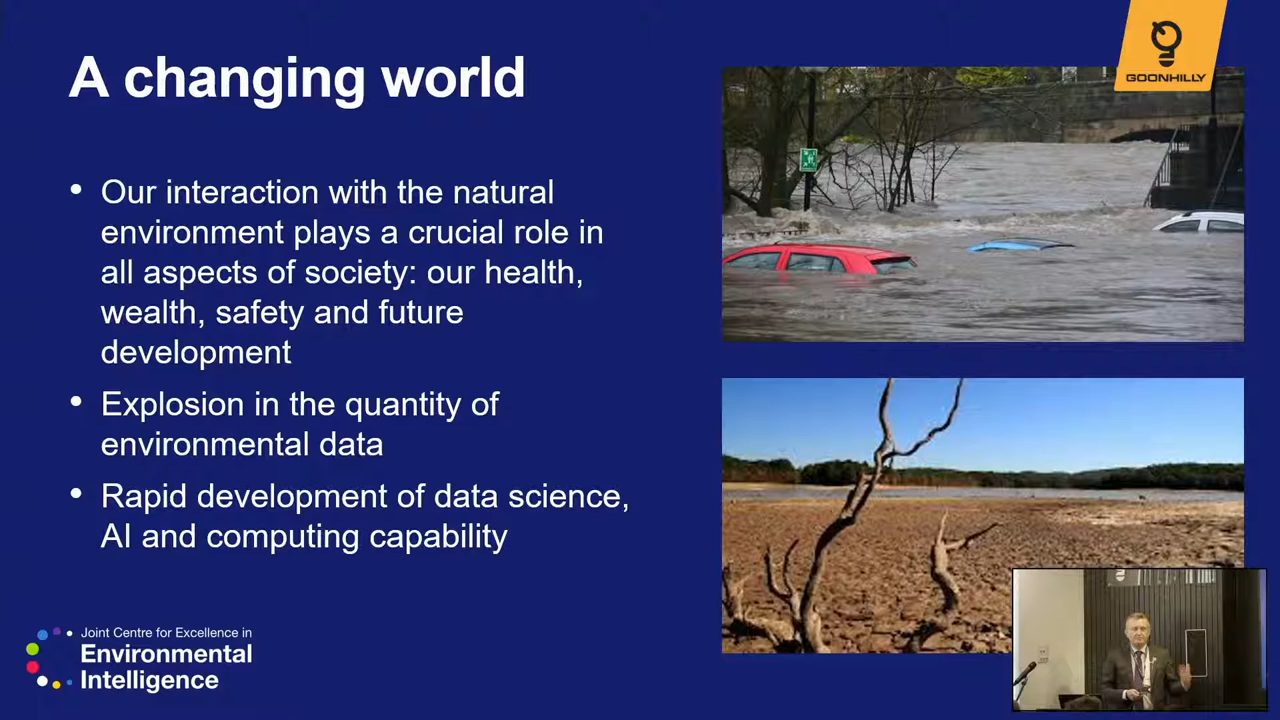 A changing world
GOONHILLY
• Our interaction with the natural
environment plays a crucial role in
all aspects of society: our health,
wealth, safety and future
development
• Explosion in the quantity of
environmental data
• Rapid development of data science,
AI and computing capability
Joint Centre for Excellence in
Environmental
Intelligence